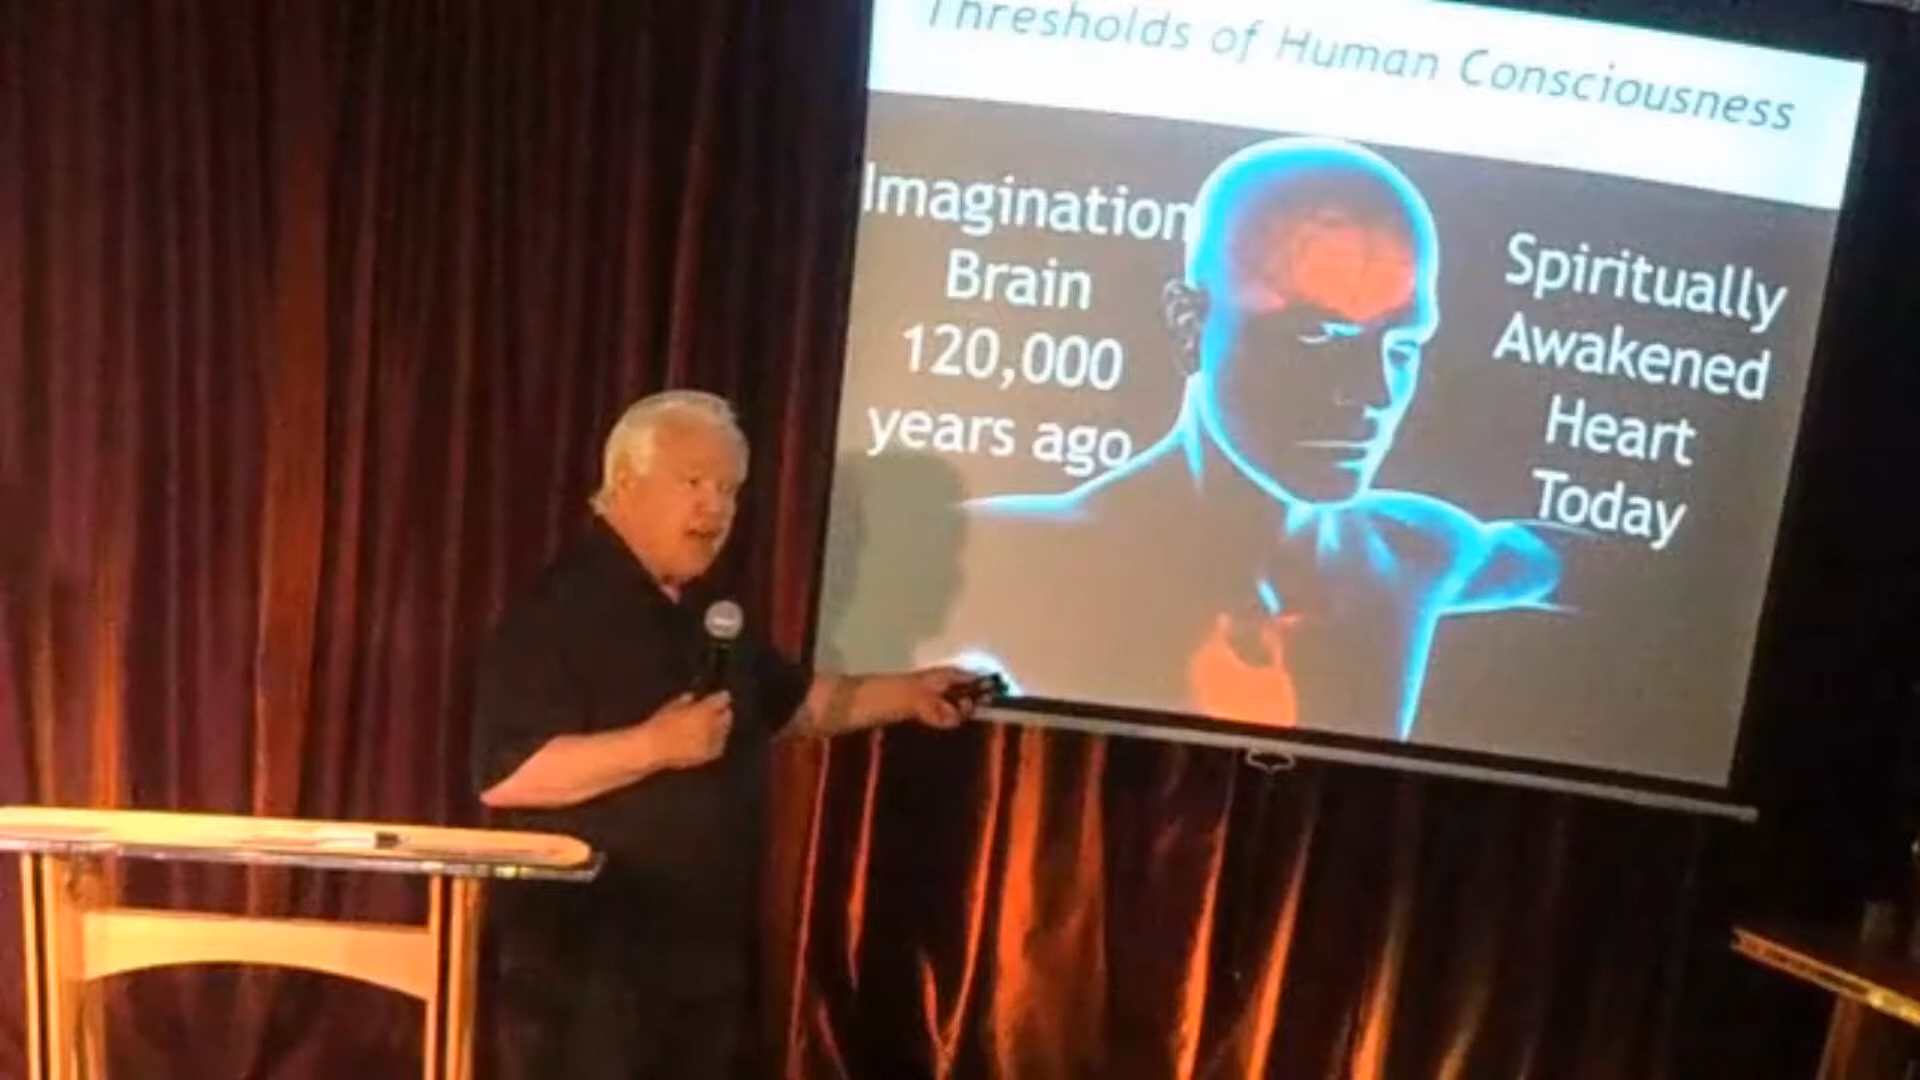 Thresholds of Human Consciousness
Imagination
Brain
120,000
years ago
Spiritually
Awakened
Heart
Today